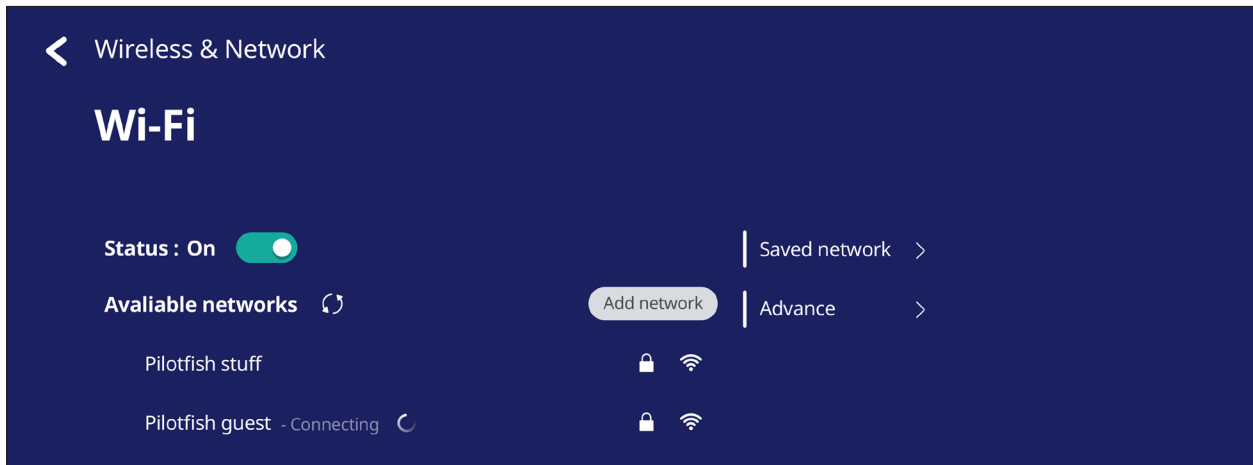 Wireless & Network
Wi-Fi
Status : On
Saved network
Avaliable networks
Add network
Advance
Pilotfish stuff
Pilotfish guest - Connecting